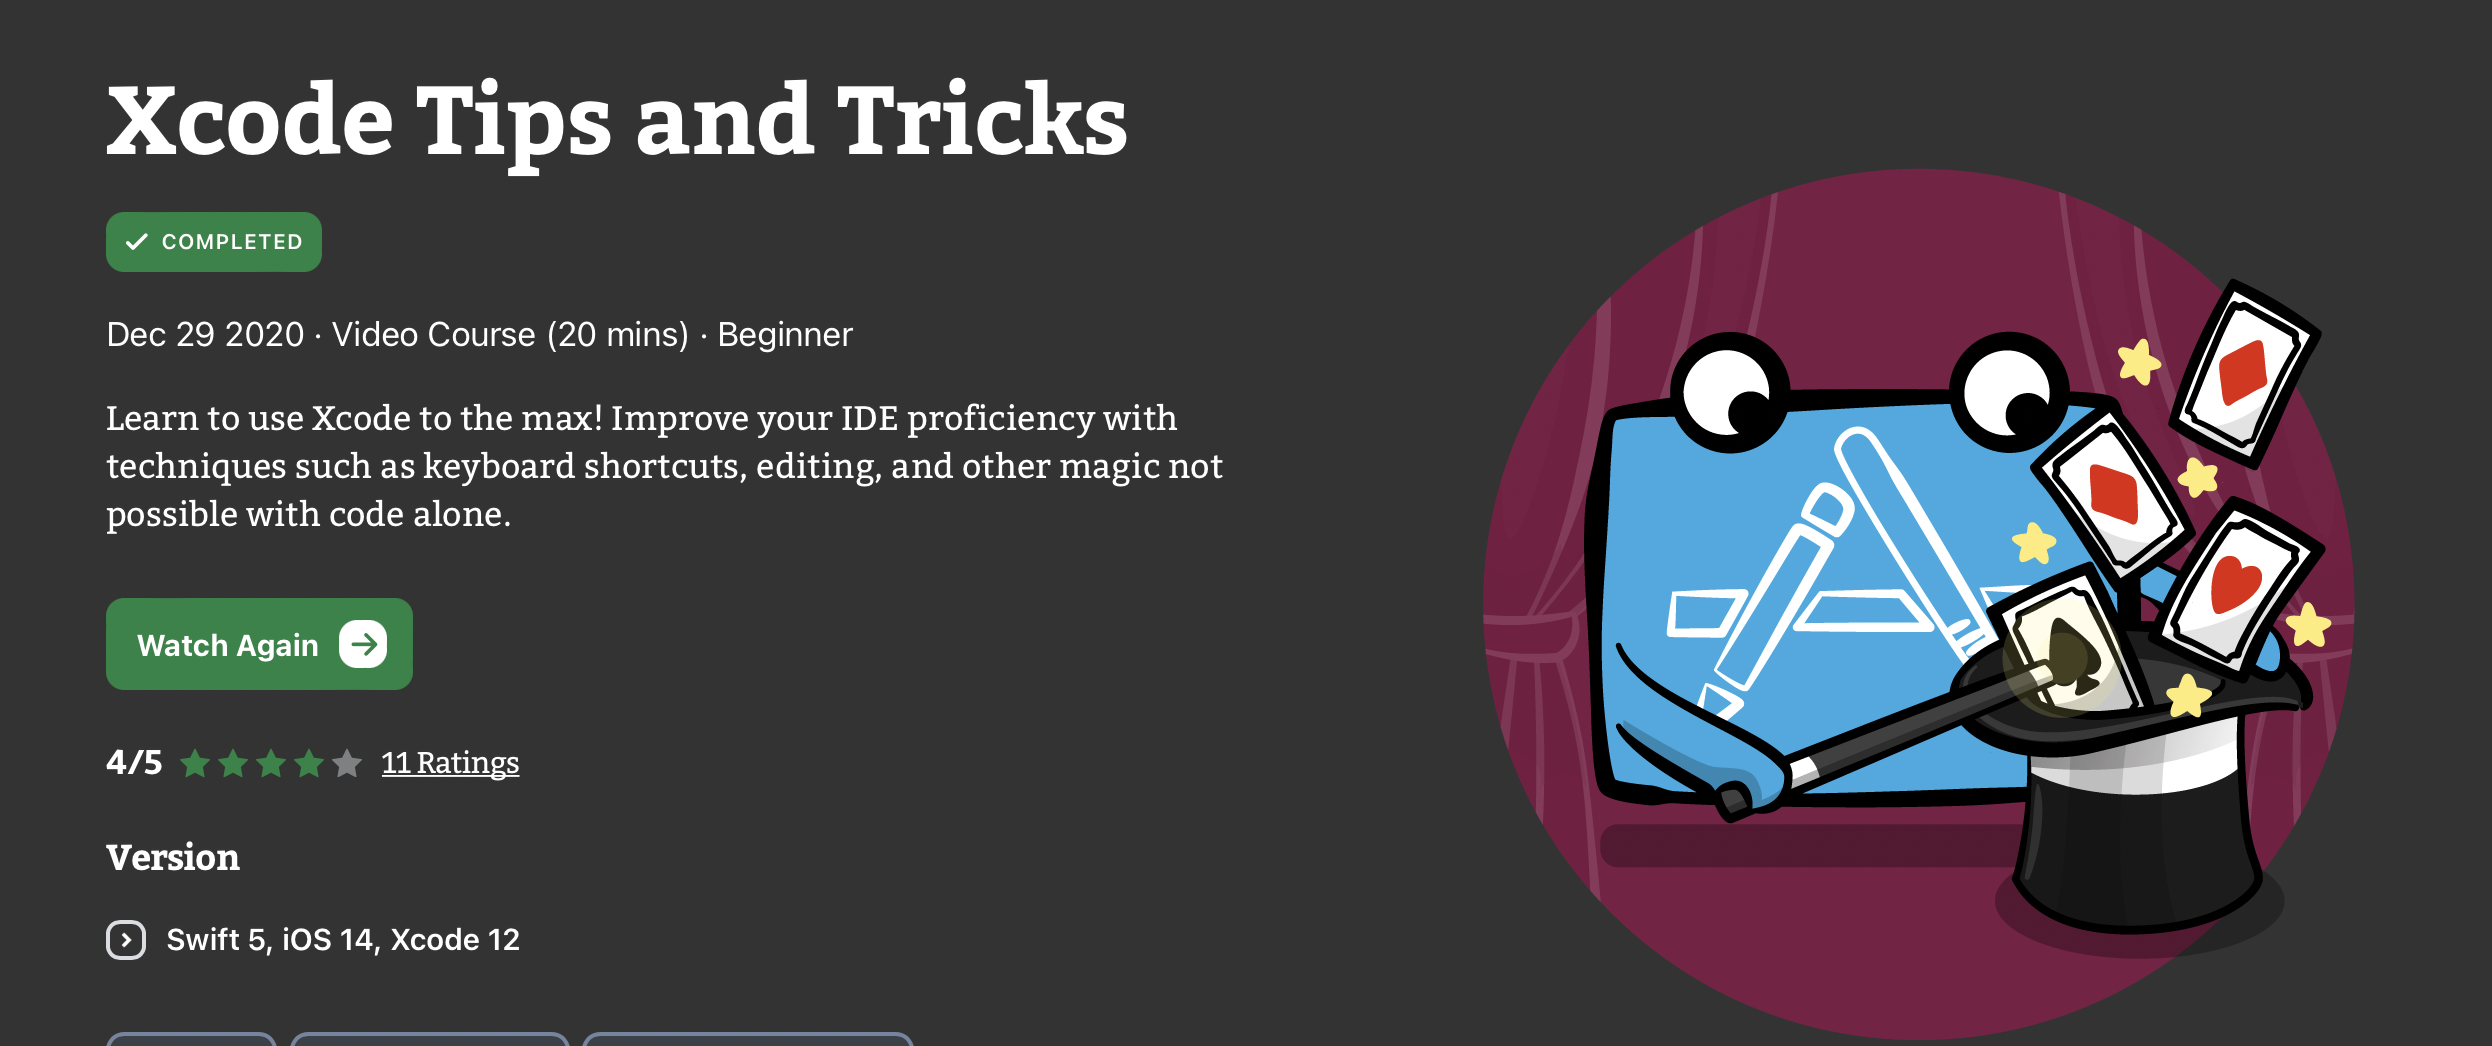 Xcode Tips and Tricks
COMPLETED
Dec 29 2020 · Video Course (20 mins) · Beginner
Learn to use Xcode to the max! Improve your IDE proficiency with
techniques such as keyboard shortcuts, editing, and other magic not
possible with code alone.
Watch Again
4/5 11 Ratings
Version
Swift 5, iOS 14, Xcode 12